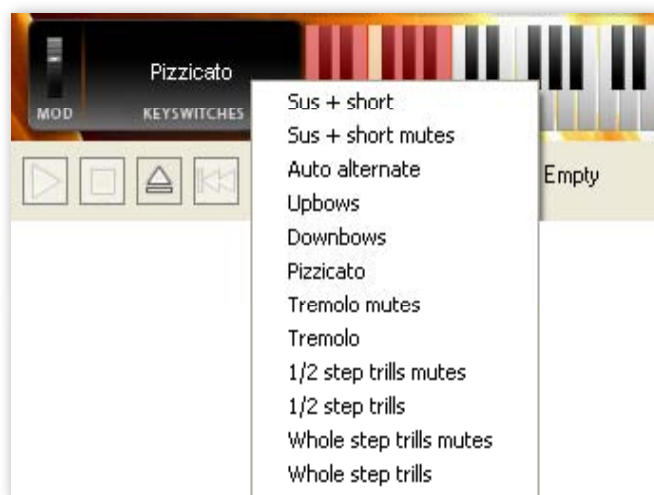 Pizzicato
MOD
KEYSWITCHES
Sus + short
Sus + short mutes
Auto alternate
Empty
Upbows
Downbows
Pizzicato
Tremolo mutes
Tremolo
1/2 step trills mutes
1/2 step trills
Whole step trills mutes
Whole step trills